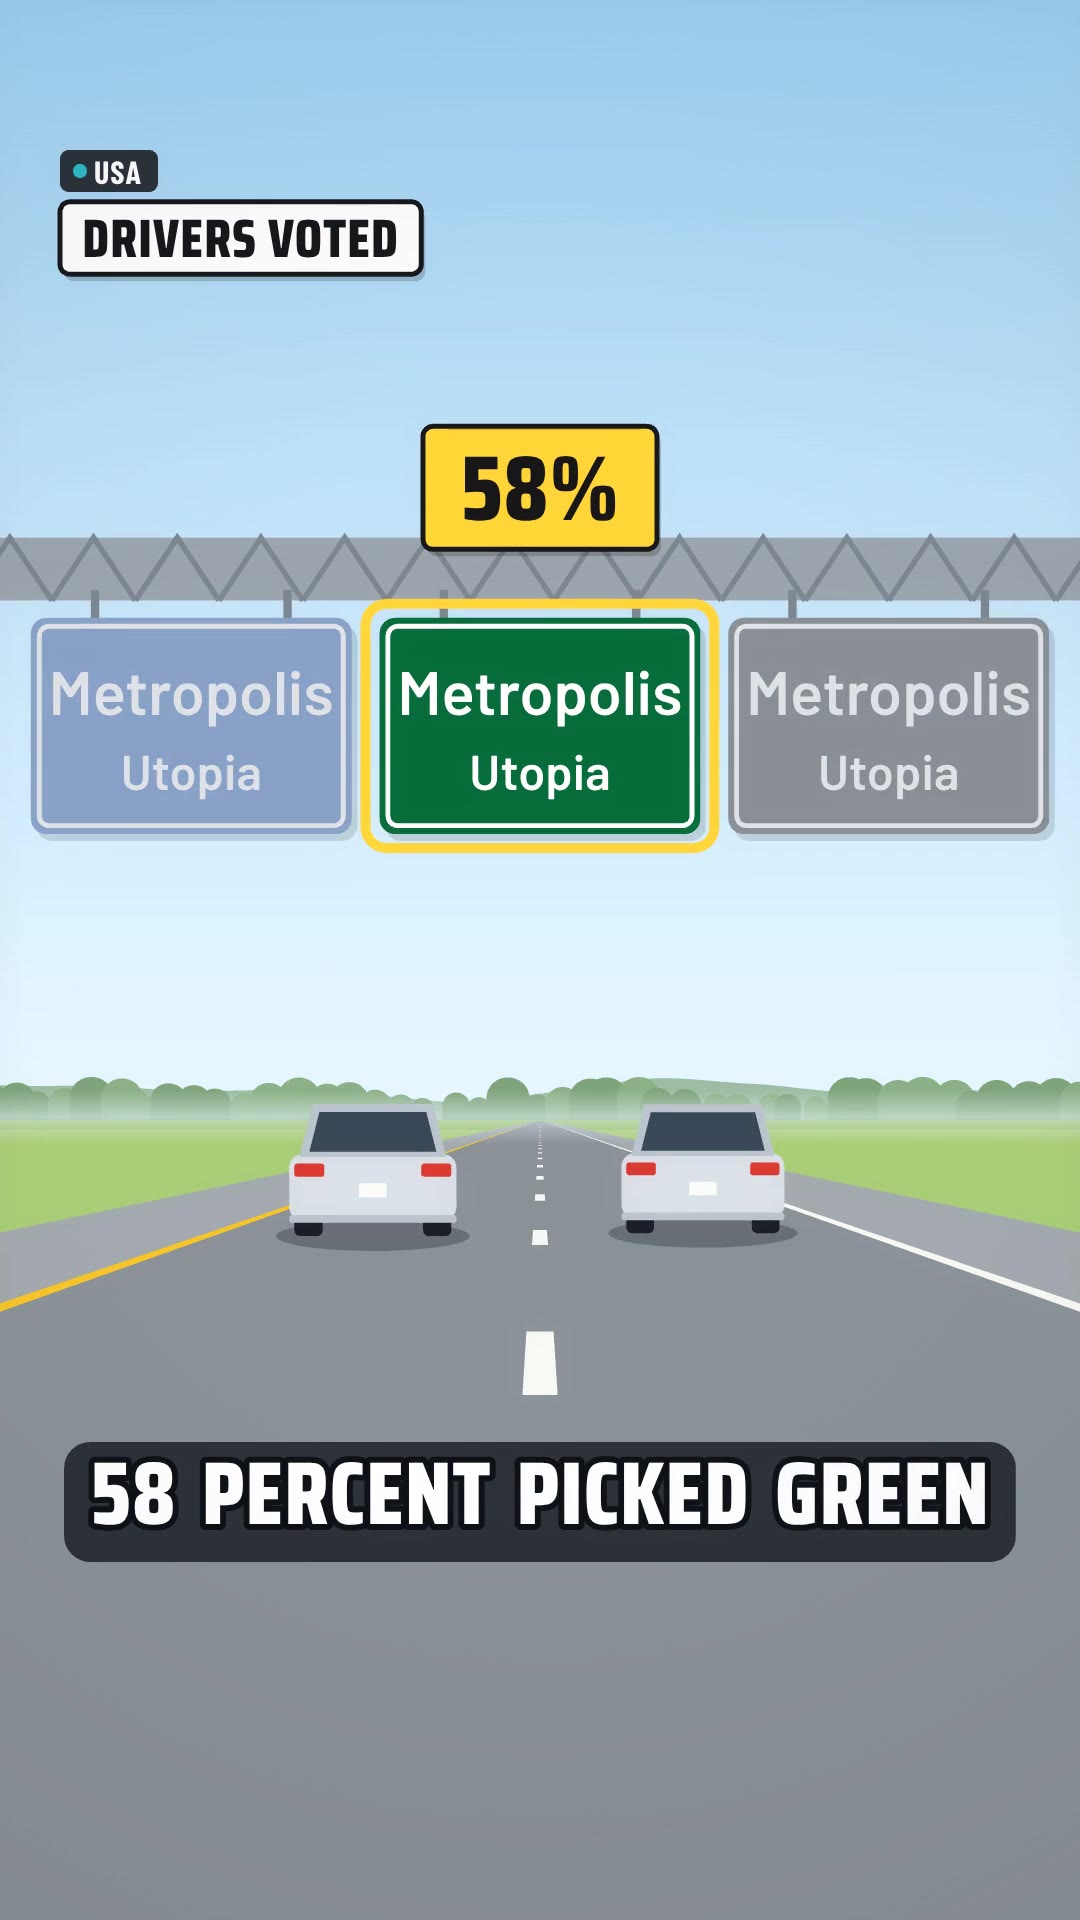 USA
DRIVERS VOTED
58%
Metropolis
Utopia
Metropolis
Utopia
Metropolis
Utopia
58 PERCENT PICKED GREEN